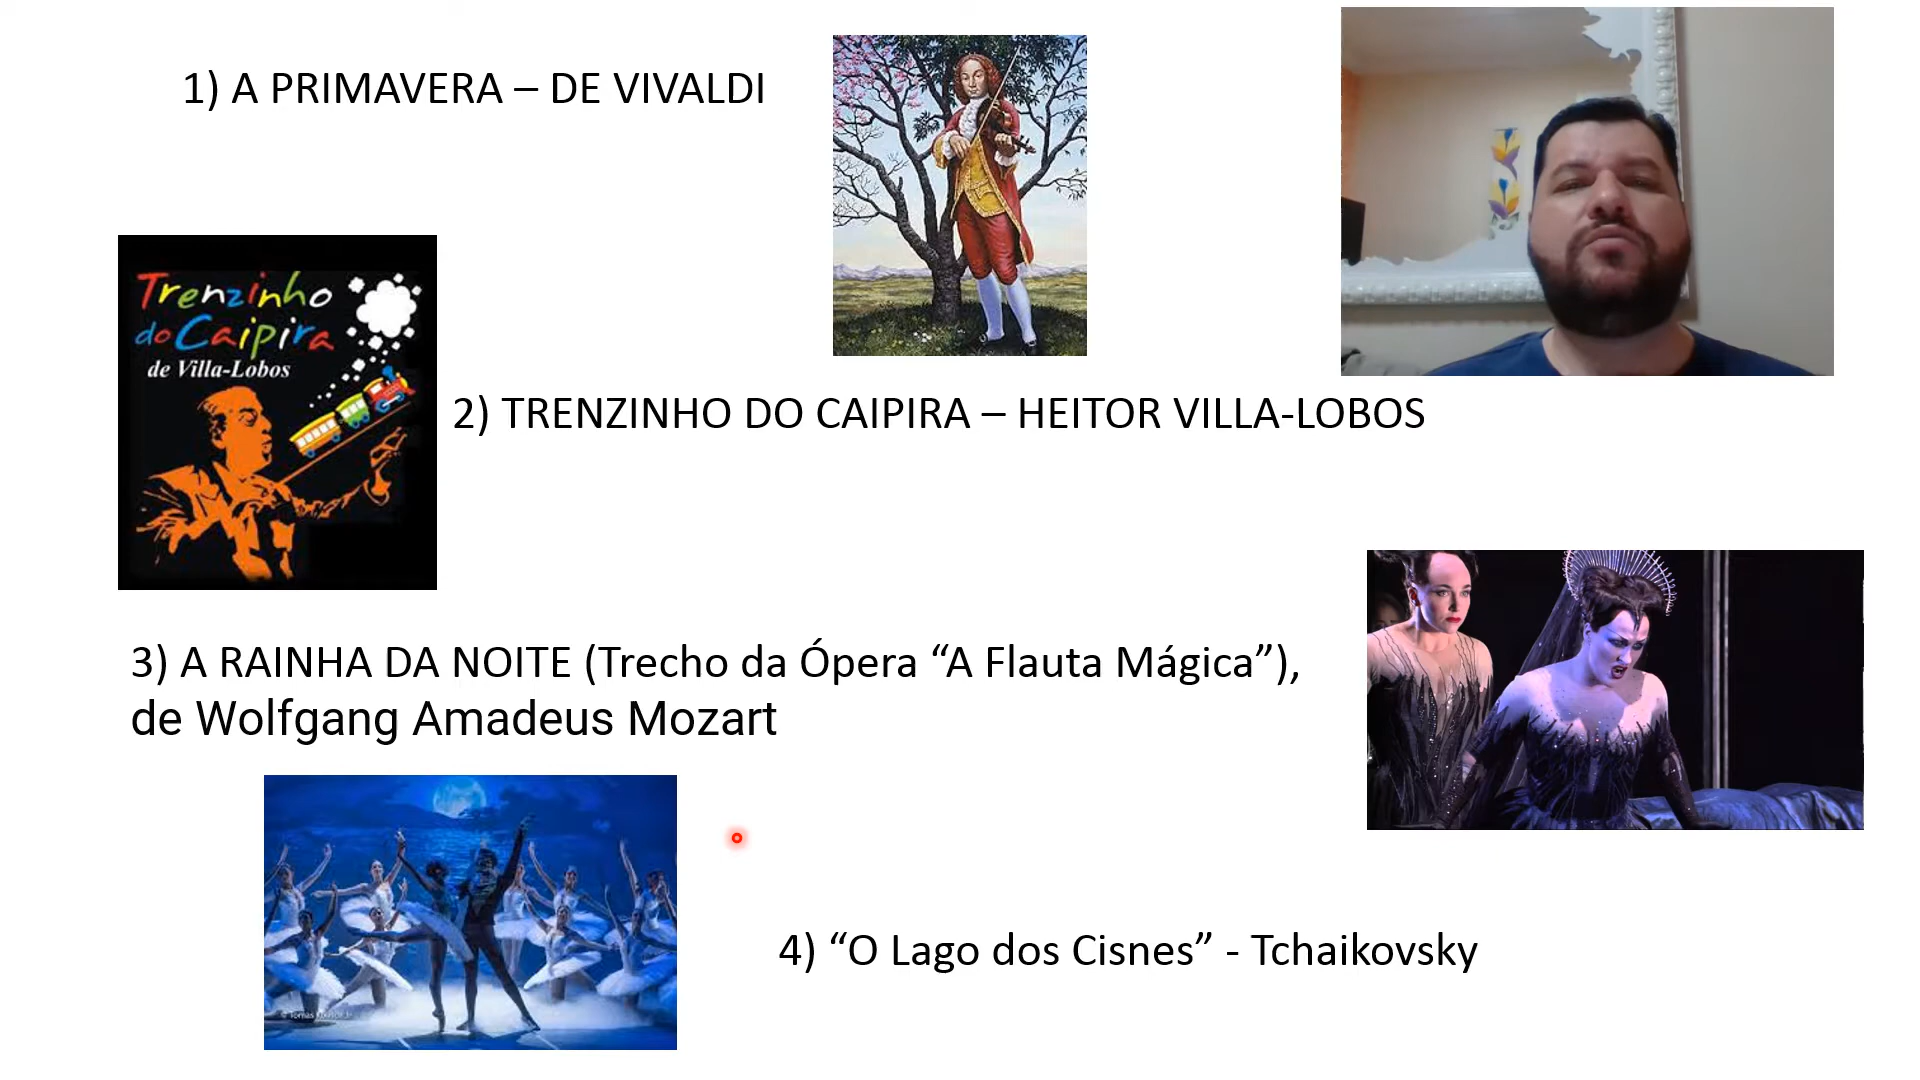 1) A PRIMAVERA – DE VIVALDI
Trenzinho
do Caipira
de Villa-Lobos
2) TRENZINHO DO CAIPIRA – HEITOR VILLA-LOBOS
3) A RAINHA DA NOITE (Trecho da Ópera “A Flauta Mágica”),
de Wolfgang Amadeus Mozart
4) “O Lago dos Cisnes” - Tchaikovsky